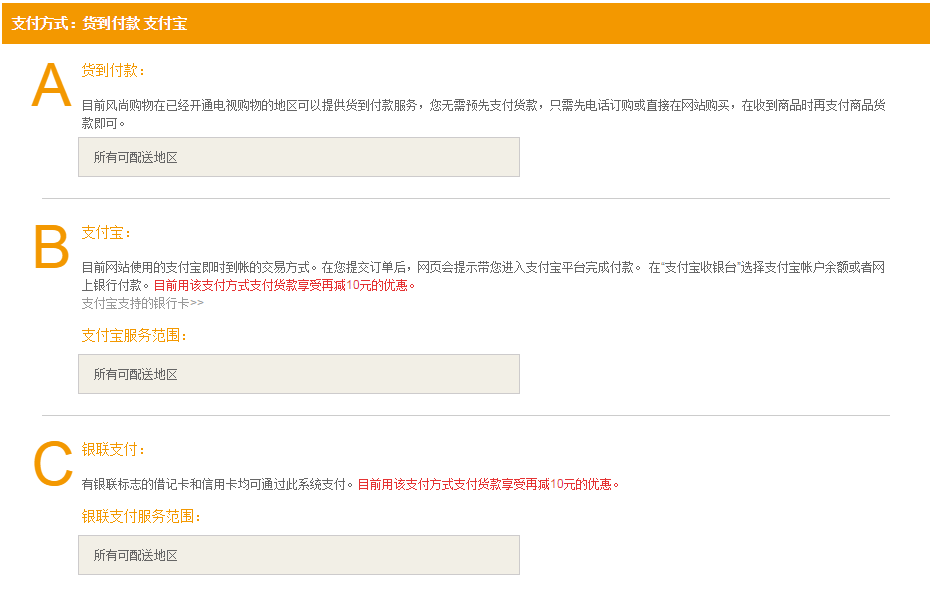 支付方式：货到付款 支付宝
A
货到付款：
目前风尚购物在已经开通电视购物的地区可以提供货到付款服务，您无需预先支付货款，只需先电话订购或直接在网站购买，在收到商品时再支付商品货
款即可。
所有可配送地区
B
支付宝：
目前网站使用的支付宝即时到帐的交易方式。在您提交订单后，网页会提示带您进入支付宝平台完成付款。 在“支付宝收银台”选择支付宝帐户余额或者网
上银行付款。目前用该支付方式支付货款享受再减10元的优惠。
支付宝支持的银行卡>>
支付宝服务范围：
所有可配送地区
C
银联支付：
有银联标志的借记卡和信用卡均可通过此系统支付。目前用该支付方式支付货款享受再减10元的优惠。
银联支付服务范围：
所有可配送地区